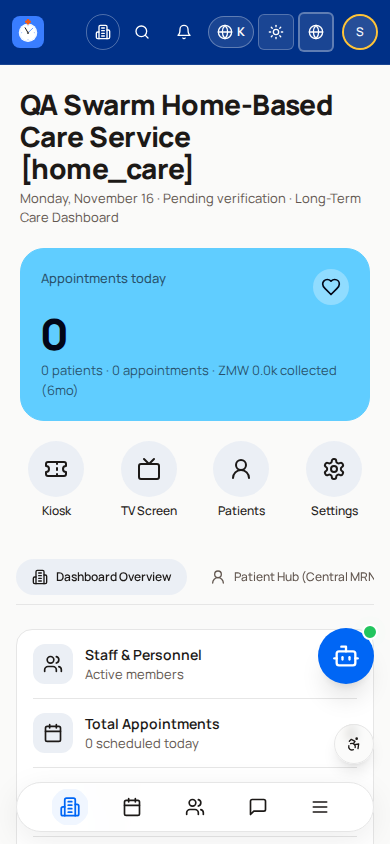 K
S
QA Swarm Home-Based
Care Service
[home_care]
Monday, November 16 · Pending verification · Long-Term
Care Dashboard
Appointments today
0
0 patients · 0 appointments · ZMW 0.0k collected
(6mo)
Kiosk
TV Screen
Patients
Settings
Dashboard Overview
Patient Hub (Central MRN
Staff & Personnel
Active members
Total Appointments
0 scheduled today